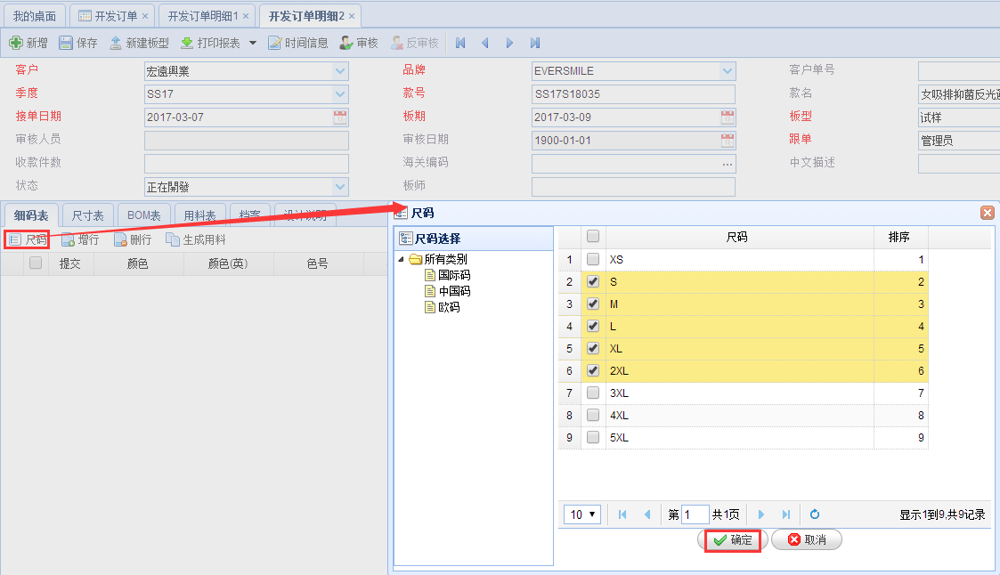 我的桌面 开发订单 × 开发订单明细1 × 开发订单明细2 ×
新增 保存 新建板型 打印报表 时间信息 审核 反审核
客户 宏遠興業 品牌 EVERSMILE 客户单号
季度 SS17 款号 SS17S18035 款名 女吸排抑菌反光
接单日期 2017-03-07 板期 2017-03-09 板型 试样
审核人员 审核日期 1900-01-01 跟单 管理员
收款件数 海关编码 ... 中文描述
状态 正在開發 板师
细码表 尺寸表 BOM表 用料表 档案 设计说明
尺码 增行 删行 生成用料
提交 颜色 颜色(英) 色号
尺码
尺码选择
所有类别
国际码
中国码
欧码
尺码 排序
1 XS 1
2 S 2
3 M 3
4 L 4
5 XL 5
6 2XL 6
7 3XL 7
8 4XL 8
9 5XL 9
10 第 1 共1页 显示1到9,共9记录
确定 取消